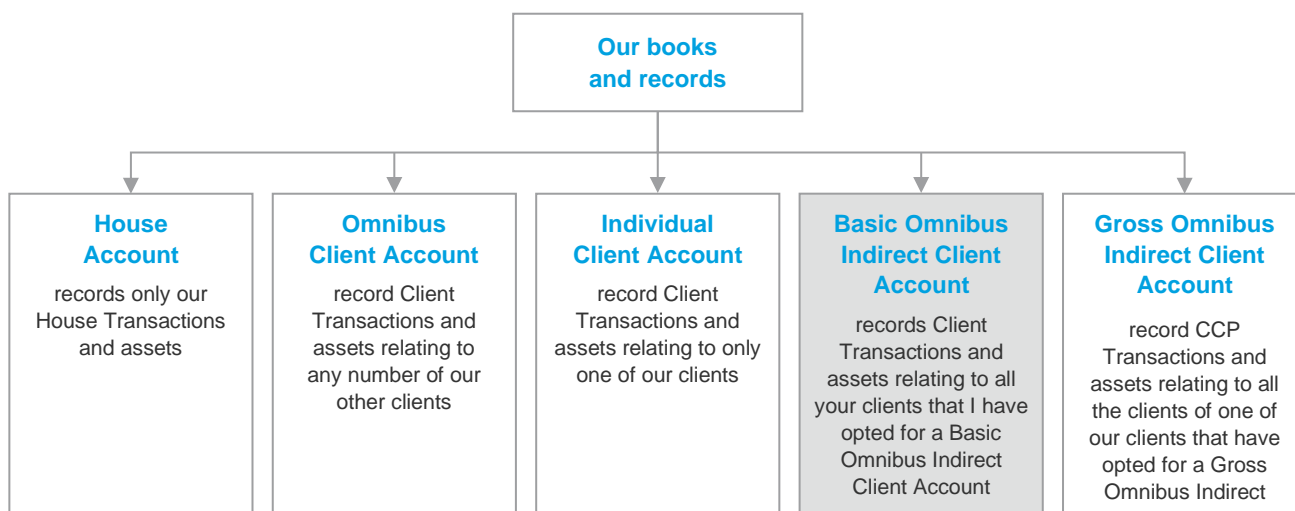 Our books
and records
House
Account
records only our
House Transactions
and assets
Omnibus
Client Account
record Client
Transactions and
assets relating to
any number of our
other clients
Individual
Client Account
record Client
Transactions and
assets relating to only
one of our clients
Basic Omnibus
Indirect Client
Account
records Client
Transactions and
assets relating to all
your clients that I have
opted for a Basic
Omnibus Indirect
Client Account
Gross Omnibus
Indirect Client
Account
record CCP
Transactions and
assets relating to all
the clients of one of
our clients that have
opted for a Gross
Omnibus Indirect